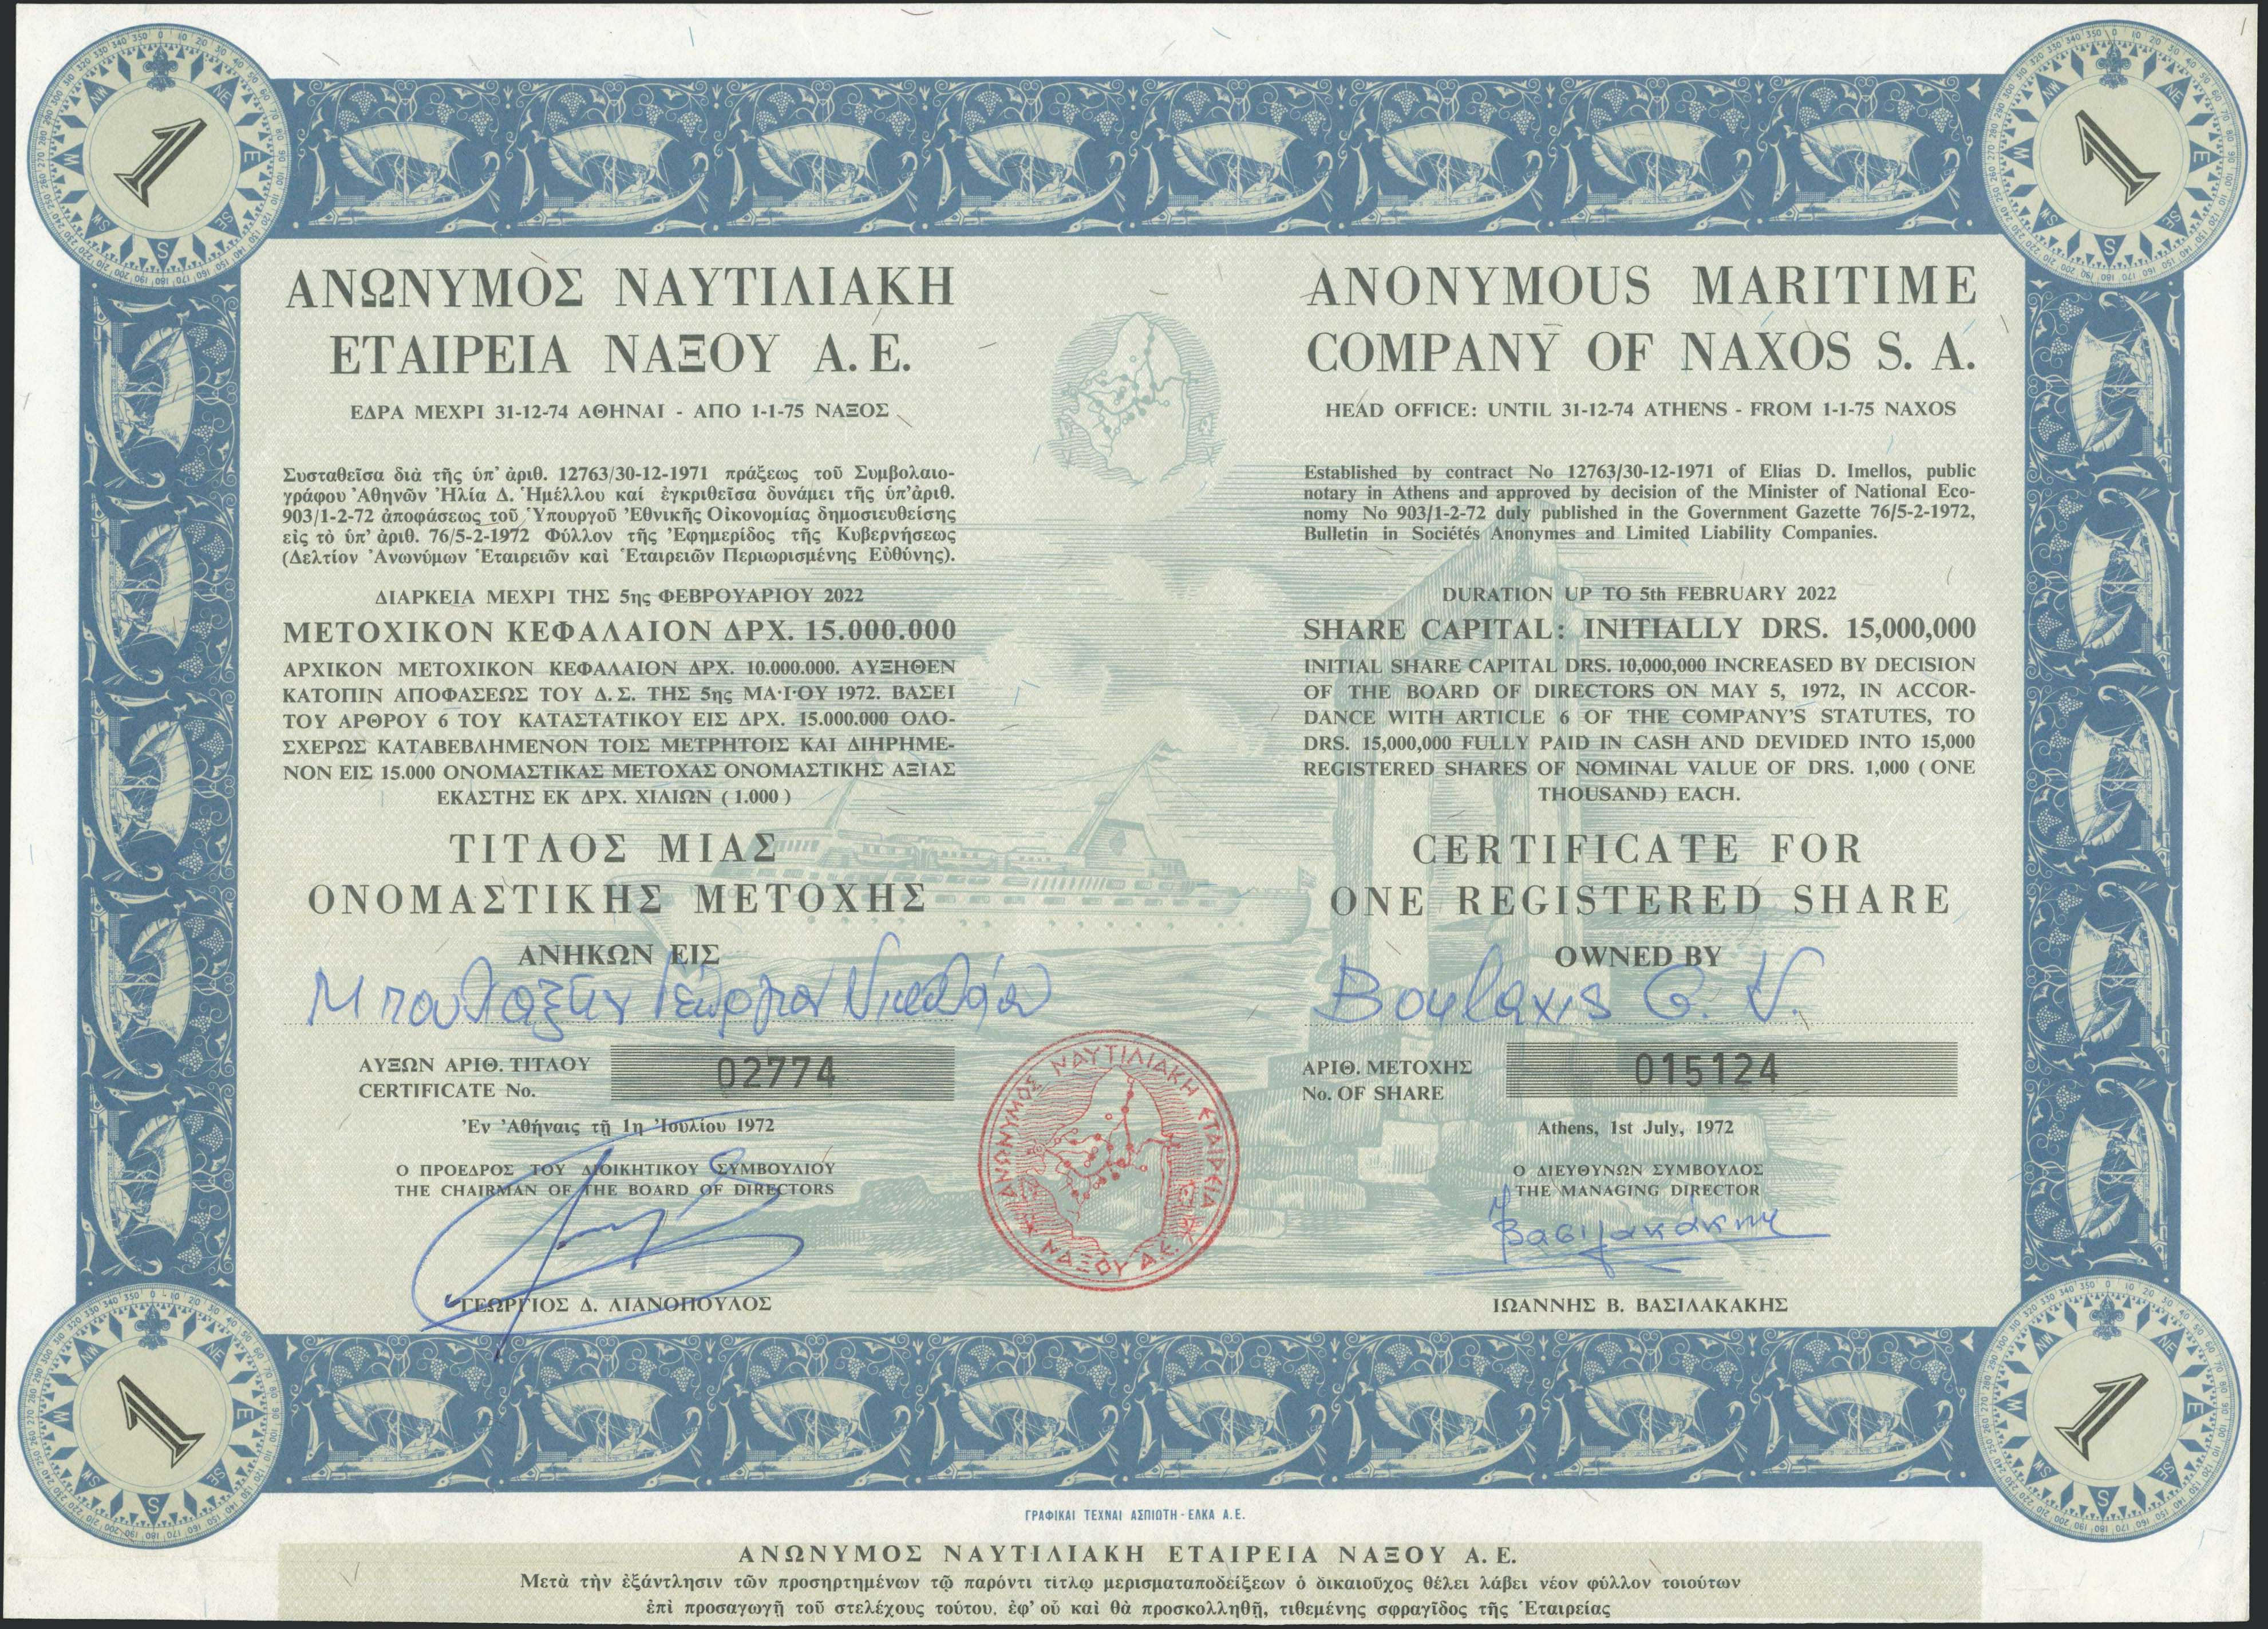 ΑΝΩΝΥΜΟΣ ΝΑΥΤΙΛΙΑΚΗ
ΕΤΑΙΡΕΙΑ ΝΑΞΟΥ Α.Ε.
ΕΔΡΑ ΜΕΧΡΙ 31-12-74 ΑΘΗΝΑΙ - ΑΠΟ 1-1-75 ΝΑΞΟΣ
Συσταθεῖσα διὰ τῆς ὑπ' ἀριθ. 12763/30-12-1971 πράξεως τοῦ Συμβολαιο-
γράφου Ἀθηνῶν Ἠλία Δ. Ἠμέλλου καί ἐγκριθεῖσα δυνάμει τῆς ὑπ'ἀριθ.
903/1-2-72 ἀποφάσεως τοῦ Ὑπουργοῦ Ἐθνικῆς Οἰκονομίας δημοσιευθείσης
εἰς τὸ ὑπ' ἀριθ. 76/5-2-1972 Φύλλον τῆς Ἐφημερίδος τῆς Κυβερνήσεως
(Δελτίον Ἀνωνύμων Ἑταιρειῶν καὶ Ἑταιρειῶν Περιωρισμένης Εὐθύνης).
ΔΙΑΡΚΕΙΑ ΜΕΧΡΙ ΤΗΣ 5ης ΦΕΒΡΟΥΑΡΙΟΥ 2022
ΜΕΤΟΧΙΚΟΝ ΚΕΦΑΛΑΙΟΝ ΔΡΧ. 15.000.000
ΑΡΧΙΚΟΝ ΜΕΤΟΧΙΚΟΝ ΚΕΦΑΛΑΙΟΝ ΔΡΧ. 10.000.000. ΑΥΞΗΘΕΝ
ΚΑΤΟΠΙΝ ΑΠΟΦΑΣΕΩΣ ΤΟΥ Δ.Σ. ΤΗΣ 5ης ΜΑ·Ι·ΟΥ 1972. ΒΑΣΕΙ
ΤΟΥ ΑΡΘΡΟΥ 6 ΤΟΥ ΚΑΤΑΣΤΑΤΙΚΟΥ ΕΙΣ ΔΡΧ. 15.000.000 ΟΛΟ-
ΣΧΕΡΩΣ ΚΑΤΑΒΕΒΛΗΜΕΝΟΝ ΤΟΙΣ ΜΕΤΡΗΤΟΙΣ ΚΑΙ ΔΙΗΡΗΜΕ-
ΝΟΝ ΕΙΣ 15.000 ΟΝΟΜΑΣΤΙΚΑΣ ΜΕΤΟΧΑΣ ΟΝΟΜΑΣΤΙΚΗΣ ΑΞΙΑΣ
ΕΚΑΣΤΗΣ ΕΚ ΔΡΧ. ΧΙΛΙΩΝ (1.000)
ΤΙΤΛΟΣ ΜΙΑΣ
ΟΝΟΜΑΣΤΙΚΗΣ ΜΕΤΟΧΗΣ
ΑΝΗΚΩΝ ΕΙΣ
Μπουλαξῆν Γεώργιον Νικολάου
ΑΥΞΩΝ ΑΡΙΘ. ΤΙΤΛΟΥ
CERTIFICATE No.
02774
Ἐν Ἀθήναις τῇ 1η Ἰουλίου 1972
Ο ΠΡΟΕΔΡΟΣ ΤΟΥ ΔΙΟΙΚΗΤΙΚΟΥ ΣΥΜΒΟΥΛΙΟΥ
THE CHAIRMAN OF THE BOARD OF DIRECTORS
ΓΕΩΡΓΙΟΣ Δ. ΛΙΑΝΟΠΟΥΛΟΣ
ANONYMOUS MARITIME
COMPANY OF NAXOS S. A.
HEAD OFFICE: UNTIL 31-12-74 ATHENS - FROM 1-1-75 NAXOS
Established by contract No 12763/30-12-1971 of Elias D. Imellos, public
notary in Athens and approved by decision of the Minister of National Eco-
nomy No 903/1-2-72 duly published in the Government Gazette 76/5-2-1972,
Bulletin in Sociétés Anonymes and Limited Liability Companies.
DURATION UP TO 5th FEBRUARY 2022
SHARE CAPITAL: INITIALLY DRS. 15,000,000
INITIAL SHARE CAPITAL DRS. 10,000,000 INCREASED BY DECISION
OF THE BOARD OF DIRECTORS ON MAY 5, 1972, IN ACCOR-
DANCE WITH ARTICLE 6 OF THE COMPANY'S STATUTES, TO
DRS. 15,000,000 FULLY PAID IN CASH AND DEVIDED INTO 15,000
REGISTERED SHARES OF NOMINAL VALUE OF DRS. 1,000 (ONE
THOUSAND) EACH.
CERTIFICATE FOR
ONE REGISTERED SHARE
OWNED BY
Boulaxis G. N.
ΑΡΙΘ. ΜΕΤΟΧΗΣ
No. OF SHARE
015124
Athens, 1st July, 1972
Ο ΔΙΕΥΘΥΝΩΝ ΣΥΜΒΟΥΛΟΣ
THE MANAGING DIRECTOR
Βασιλακάκης
ΙΩΑΝΝΗΣ Β. ΒΑΣΙΛΑΚΑΚΗΣ
ΑΝΩΝΥΜΟΣ ΝΑΥΤΙΛΙΑΚΗ ΕΤΑΙΡΕΙΑ
ΝΑΞΟΥ Α.Ε.
1
1
1
1
ΓΡΑΦΙΚΑΙ ΤΕΧΝΑΙ ΑΣΠΙΩΤΗ - ΕΛΚΑ Α.Ε.
ΑΝΩΝΥΜΟΣ ΝΑΥΤΙΛΙΑΚΗ ΕΤΑΙΡΕΙΑ ΝΑΞΟΥ Α.Ε.
Μετὰ τὴν ἐξάντλησιν τῶν προσηρτημένων τῷ παρόντι τίτλῳ μερισματαποδείξεων ὁ δικαιοῦχος θέλει λάβει νέον φύλλον τοιούτων
ἐπὶ προσαγωγῇ τοῦ στελέχους τούτου, ἐφ' οὗ καὶ θὰ προσκολληθῇ, τιθεμένης σφραγῖδος τῆς Ἑταιρείας